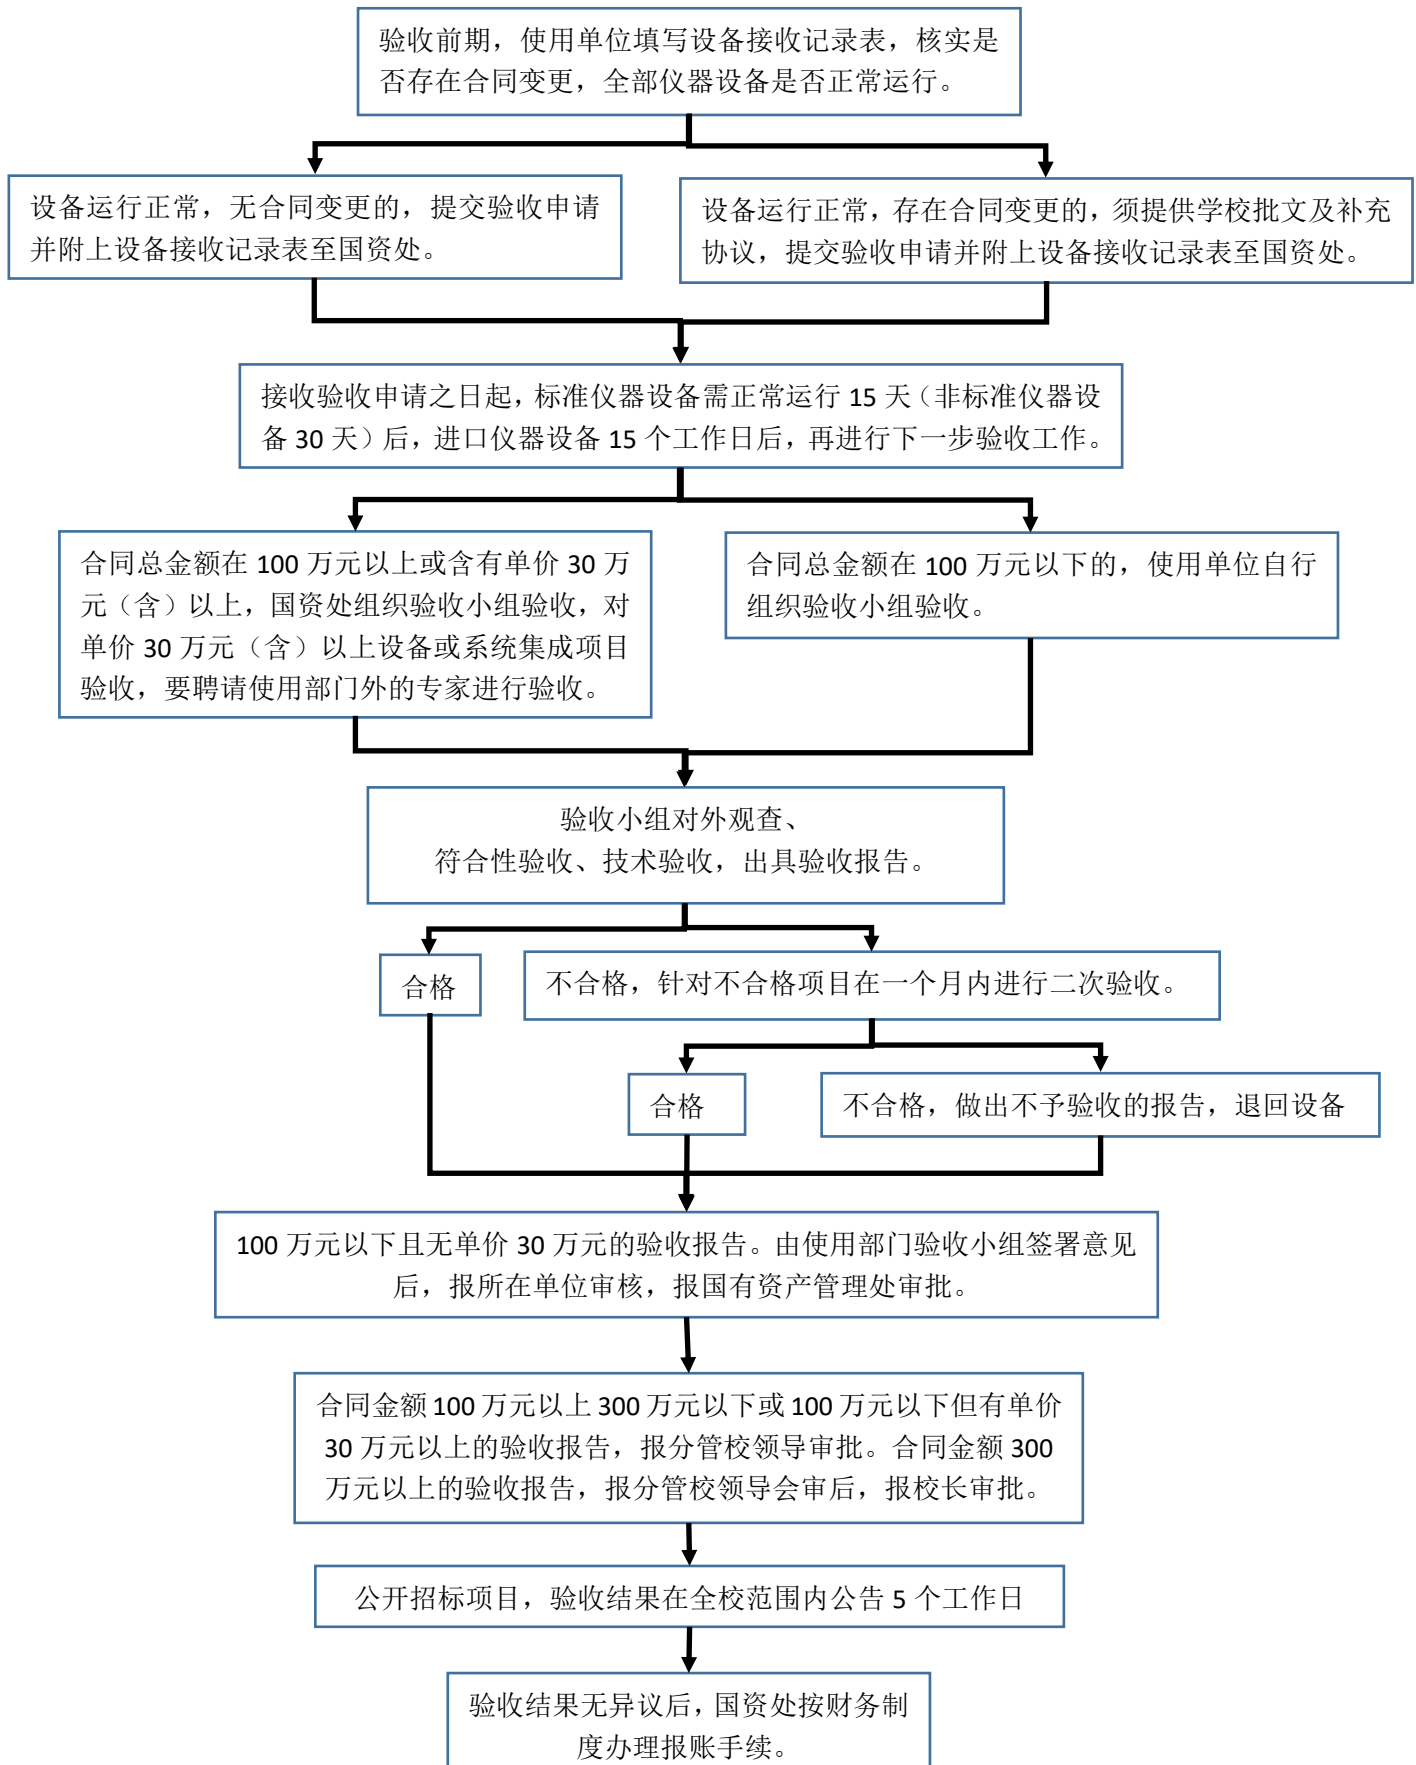 验收前期，使用单位填写设备接收记录表，核实是
否存在合同变更，全部仪器设备是否正常运行。
设备运行正常，无合同变更的，提交验收申请
并附上设备接收记录表至国资处。
设备运行正常，存在合同变更的，须提供学校批文及补充
协议，提交验收申请并附上设备接收记录表至国资处。
接收验收申请之日起，标准仪器设备需正常运行 15 天（非标准仪器设
备 30 天）后，进口仪器设备 15 个工作日后，再进行下一步验收工作。
合同总金额在 100 万元以上或含有单价 30 万
元（含）以上，国资处组织验收小组验收，对
单价 30 万元（含）以上设备或系统集成项目
验收，要聘请使用部门外的专家进行验收。
合同总金额在 100 万元以下的，使用单位自行
组织验收小组验收。
验收小组对外观查、
符合性验收、技术验收，出具验收报告。
合格
不合格，针对不合格项目在一个月内进行二次验收。
合格
不合格，做出不予验收的报告，退回设备
100 万元以下且无单价 30 万元的验收报告。由使用部门验收小组签署意见
后，报所在单位审核，报国有资产管理处审批。
合同金额 100 万元以上 300 万元以下或 100 万元以下但有单价
30 万元以上的验收报告，报分管校领导审批。合同金额 300
万元以上的验收报告，报分管校领导会审后，报校长审批。
公开招标项目，验收结果在全校范围内公告 5 个工作日
验收结果无异议后，国资处按财务制
度办理报账手续。